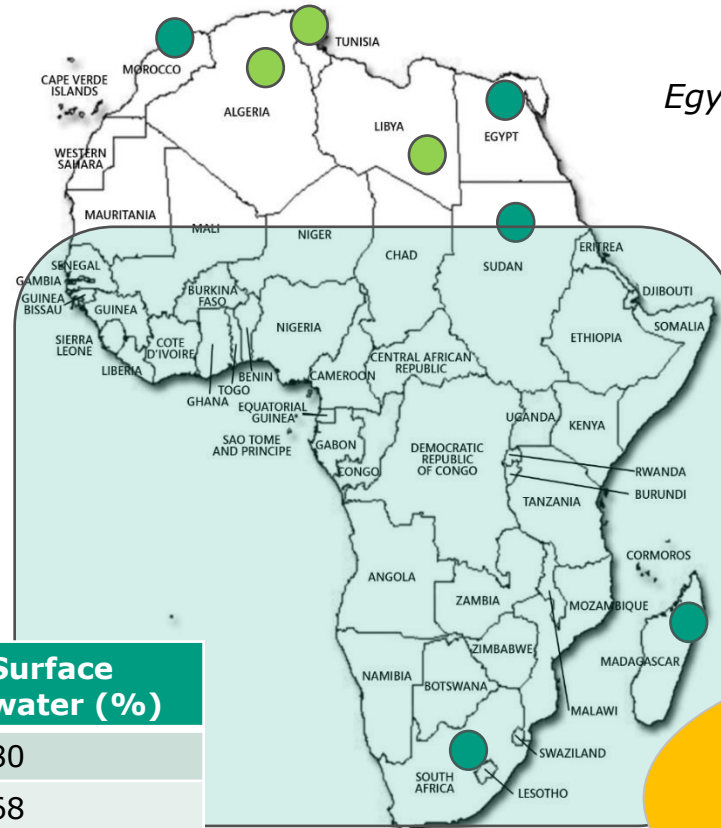 TUNISIA
MOROCCO
CAPE VERDE
ISLANDS
Egy
ALGERIA
LIBYA
EGYPT
WESTERN
SAHARA
MAURITANIA
MALI
NIGER
CHAD
SUDAN
ERITREA
SENEGAL
GAMBIA
GUINEA
BISSAU
GUINEA
BURKINA
FASO
DJIBOUTI
SOMALIA
NIGERIA
ETHIOPIA
SIERRA
LEONE
COTE
D'IVOIRE
LIBERIA
GHANA
TOGO
BENIN
CAMEROON
CENTRAL AFRICAN
REPUBLIC
EQUATORIAL
GUINEA
UGANDA
KENYA
SAO TOME
AND PRINCIPE
GABON
CONGO
DEMOCRATIC
REPUBLIC
OF CONGO
RWANDA
BURUNDI
TANZANIA
CORMOROS
ANGOLA
ZAMBIA
MOZAMBIQUE
MADAGASCAR
ZIMBABWE
NAMIBIA
BOTSWANA
MALAWI
SWAZILAND
SOUTH
AFRICA
LESOTHO
Surface
water (%)